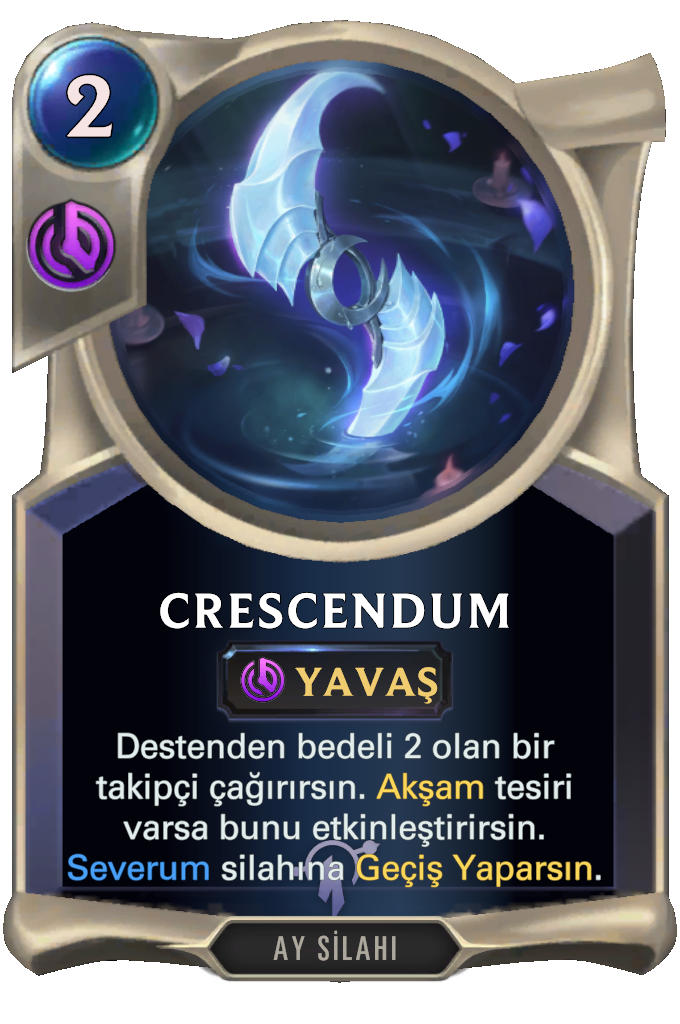 2
CRESCENDUM
YAVAŞ
Destenden bedeli 2 olan bir
takipçi çağırırsın. Akşam tesiri
varsa bunu etkinleştirirsin.
Severum silahına Geçiş Yaparsın.
AY SİLAHI